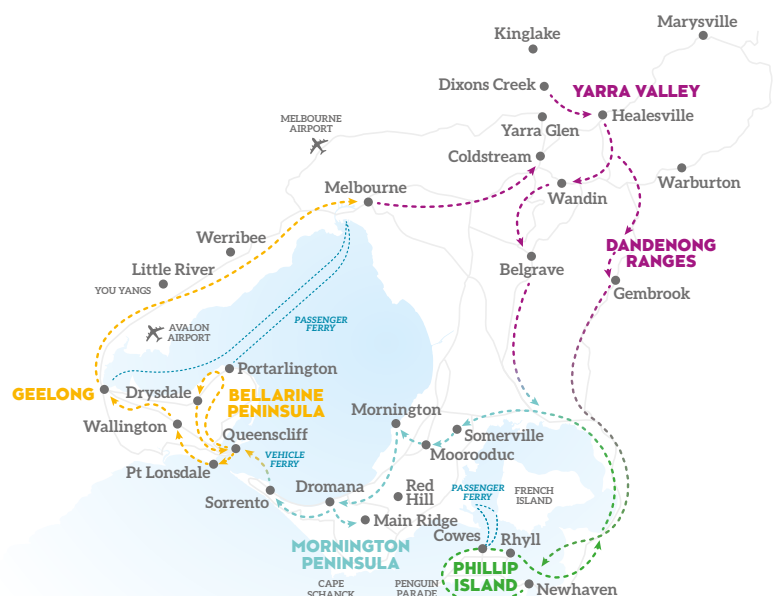 Marysville
Kinglake
Dixons Creek
YARRA VALLEY
Healesville
MELBOURNE
AIRPORT
Yarra Glen
Coldstream
Warburton
Melbourne
Wandin
Werribee
DANDENONG
RANGES
Little River
Belgrave
YOU YANGS
Gembrook
PASSENGER
FERRY
AVALON
AIRPORT
Portarlington
GEELONG
Drysdale
BELLARINE
PENINSULA
Mornington
Wallington
Queenscliff
Somerville
Moorooduc
VEHICLE
FERRY
Pt Lonsdale
Dromana
Red
Hill
PASSENGER
FERRY
FRENCH
ISLAND
Sorrento
Main Ridge
Cowes
Rhyll
MORNINGTON
PENINSULA
PHILLIP
ISLAND
CAPE
SCHANCK
PENGUIN
PARADE
Newhaven